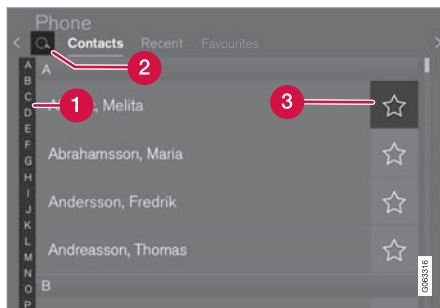 Phone
Contacts Recent Favourites
2
A
A
B
C
D
E
F
G
H
I
J
K
L
M
N
O
P
1
, Melita
3
Abrahamsson, Maria
Andersson, Fredrik
Andreasson, Thomas
B
G063316